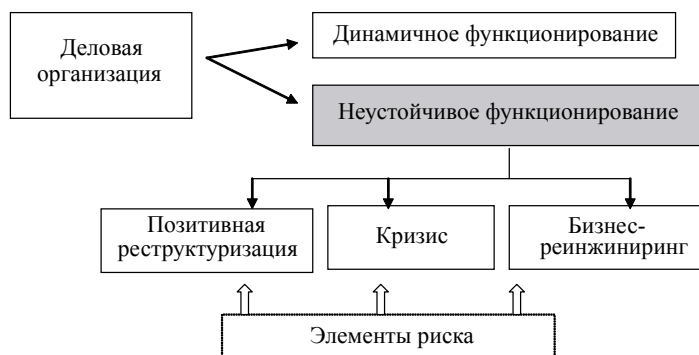 Деловая
организация
Динамичное функционирование
Неустойчивое функционирование
Позитивная
реструктуризация
Кризис
Бизнес-
реинжиниринг
Элементы риска